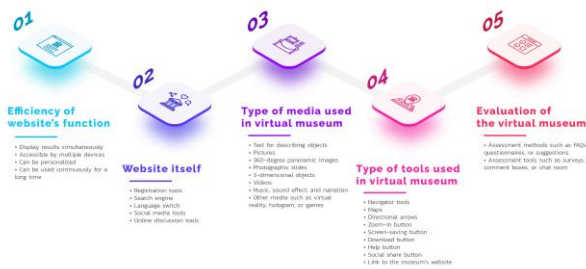 01
Efficiency of
website's function
• Display results simultaneously
• Accessible by multiple devices
• Can be personalized
• Can be used continuously for a
long time
02
Website itself
• Registration tools
• Search engine
• Language switch
• Social media tools
• Online discussion tools
03
Type of media used
in virtual museum
• Text for describing objects
• Pictures
• 360-degree panoramic images
• Photographic slides
• 3-dimensional objects
• Videos
• Music, sound effect, and narration
• Other media such as virtual
reality, hologram, or games
04
Type of tools used
in virtual museum
• Navigator tools
• Maps
• Directional arrows
• Zoom-in button
• Screen-saving button
• Download button
• Help button
• Social share button
• Link to the museum's website
05
Evaluation of
the virtual museum
• Assessment methods such as FAQs,
questionnaires, or suggestions
• Assessment tools such as surveys,
comment boxes, or chat room